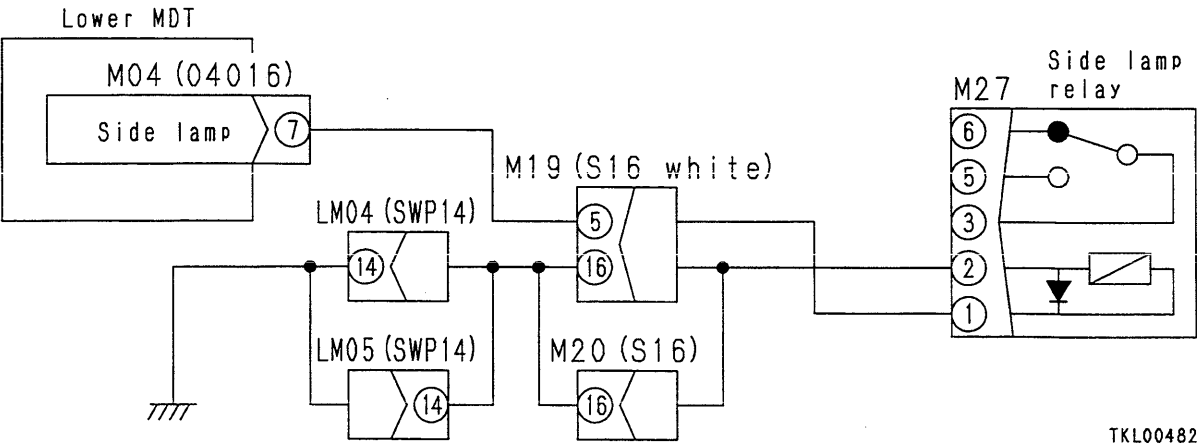 Lower MDT
M04 (04016)
Side lamp
7
Side lamp
relay
M27
6
5
3
2
1
M19 (S16 white)
5
16
LM04 (SWP14)
14
LM05 (SWP14)
14
M20 (S16)
16
TKL00482